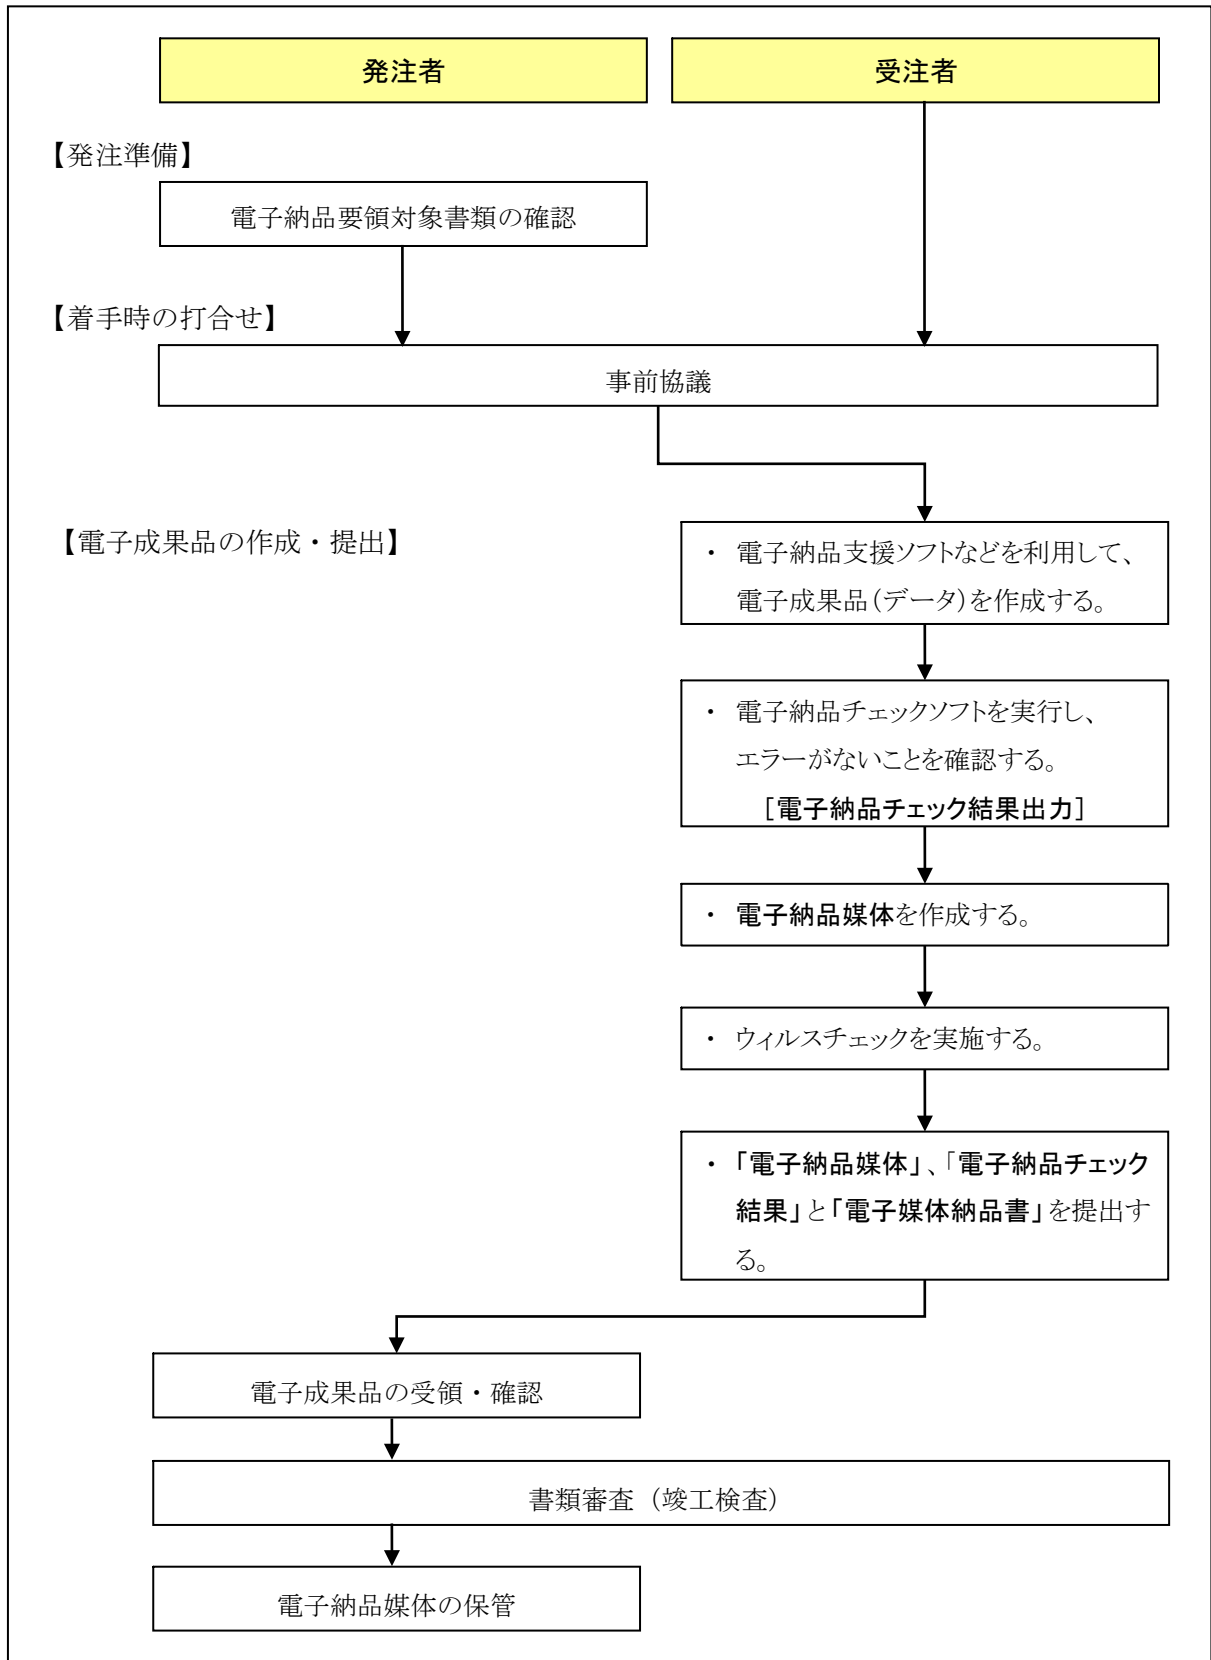 発注者
受注者
【発注準備】
電子納品要領対象書類の確認
【着手時の打合せ】
事前協議
【電子成果品の作成・提出】
・ 電子納品支援ソフトなどを利用して、
電子成果品(データ)を作成する。
・ 電子納品チェックソフトを実行し、
エラーがないことを確認する。
[電子納品チェック結果出力]
・ 電子納品媒体を作成する。
・ ウィルスチェックを実施する。
・ 「電子納品媒体」、「電子納品チェック
結果」と「電子媒体納品書」を提出す
る。
電子成果品の受領・確認
書類審査（竣工検査）
電子納品媒体の保管